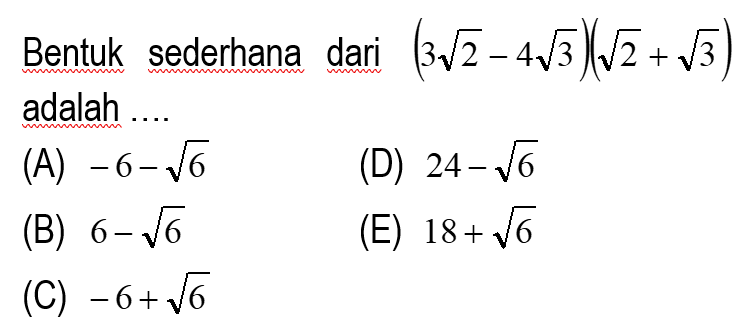 Bentuk sederhana dari (3√2 − 4√3)(√2 + √3)
adalah ....
(A) −6−√6 (D) 24−√6
(B) 6−√6 (E) 18+√6
(C) −6+√6